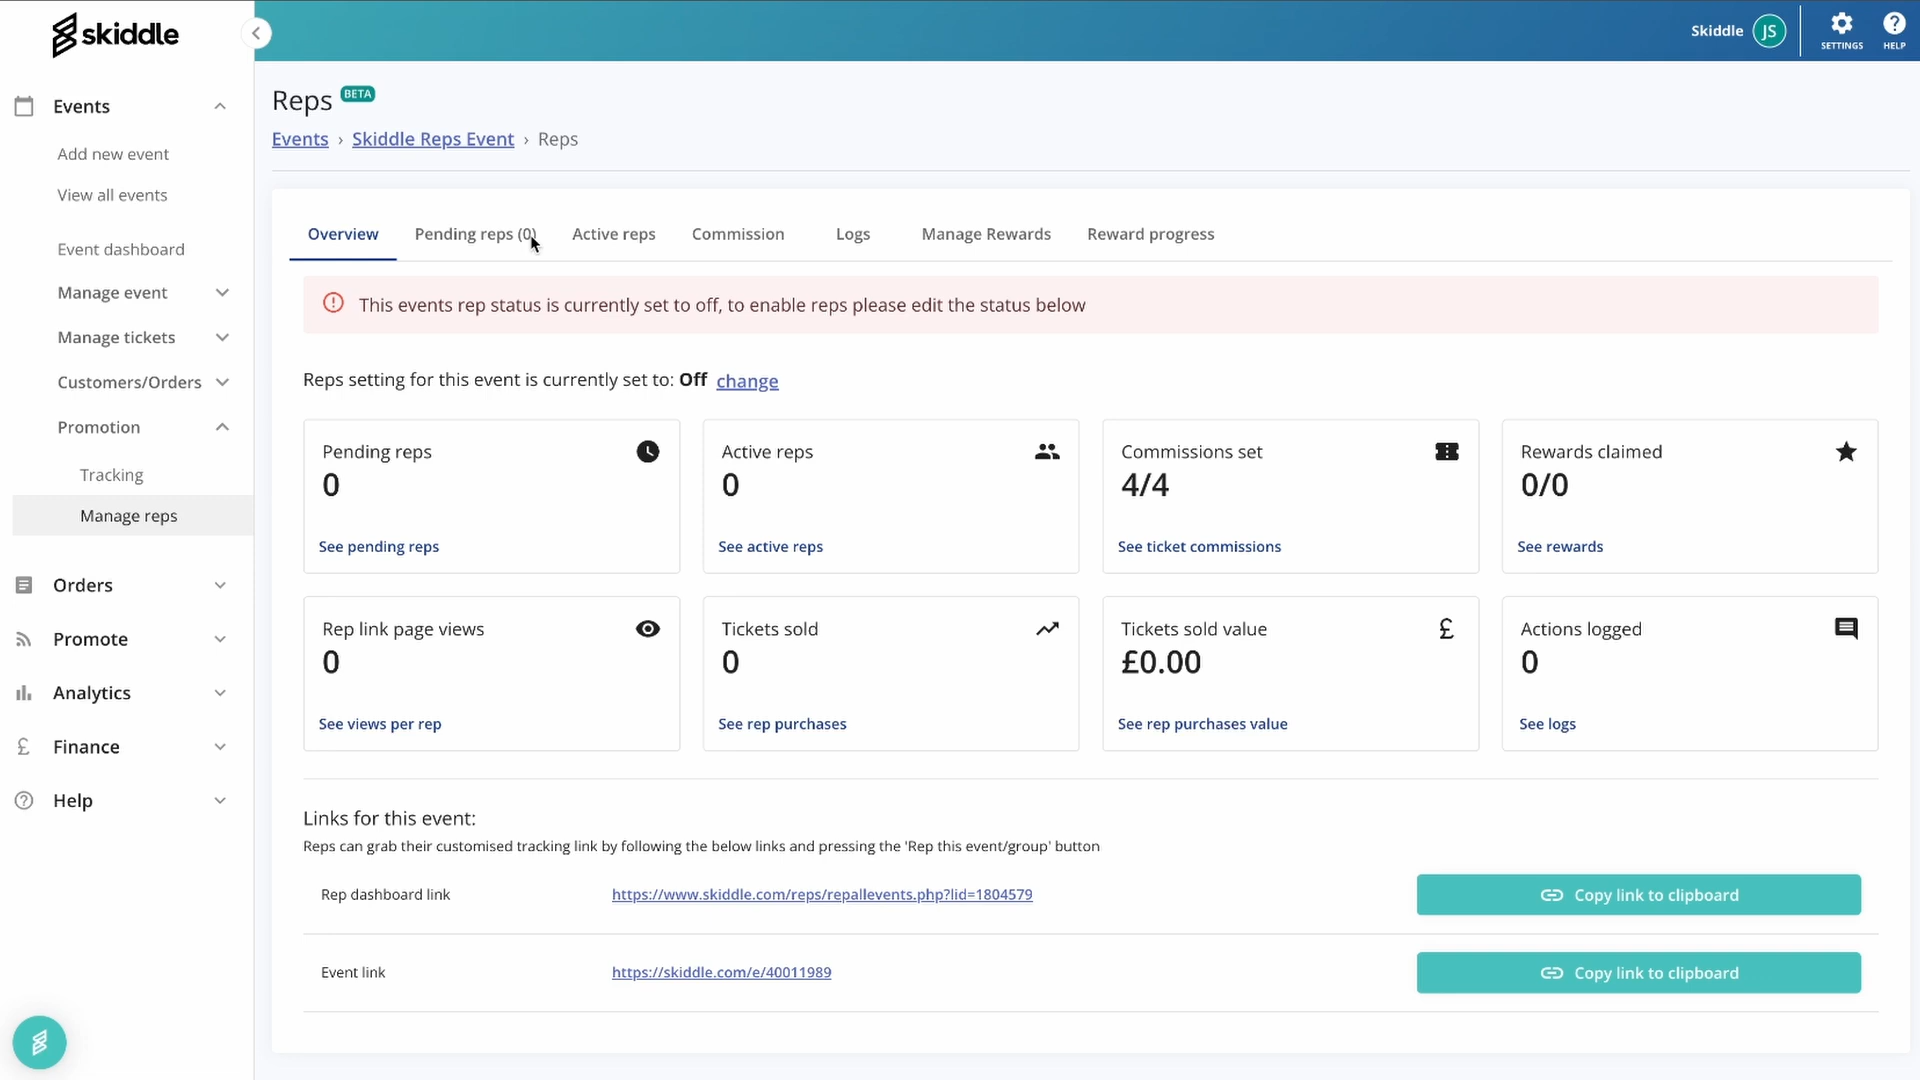 skiddle
Skiddle
JS
SETTINGS
HELP
Events
Add new event
View all events
Event dashboard
Manage event
Manage tickets
Customers/Orders
Promotion
Tracking
Manage reps
Orders
Promote
Analytics
Finance
Help
Reps BETA
Events › Skiddle Reps Event › Reps
Overview
Pending reps (0)
Active reps
Commission
Logs
Manage Rewards
Reward progress
This events rep status is currently set to off, to enable reps please edit the status below
Reps setting for this event is currently set to: Off change
Pending reps
0
See pending reps
Active reps
0
See active reps
Commissions set
4/4
See ticket commissions
Rewards claimed
0/0
See rewards
Rep link page views
0
See views per rep
Tickets sold
0
See rep purchases
Tickets sold value
£0.00
See rep purchases value
Actions logged
0
See logs
Links for this event:
Reps can grab their customised tracking link by following the below links and pressing the 'Rep this event/group' button
Rep dashboard link
https://www.skiddle.com/reps/repallevents.php?lid=1804579
Copy link to clipboard
Event link
https://skiddle.com/e/40011989
Copy link to clipboard